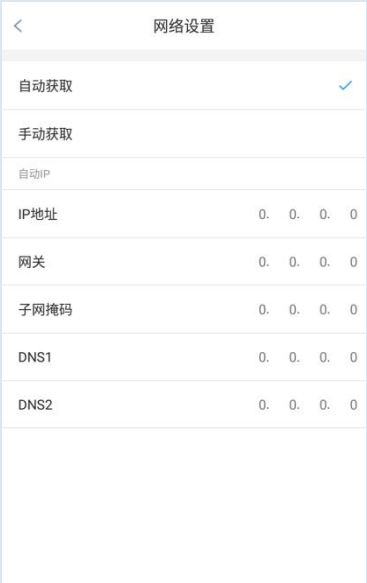 网络设置
自动获取
手动获取
自动IP
IP地址 0. 0. 0. 0
网关 0. 0. 0. 0
子网掩码 0. 0. 0. 0
DNS1 0. 0. 0. 0
DNS2 0. 0. 0. 0